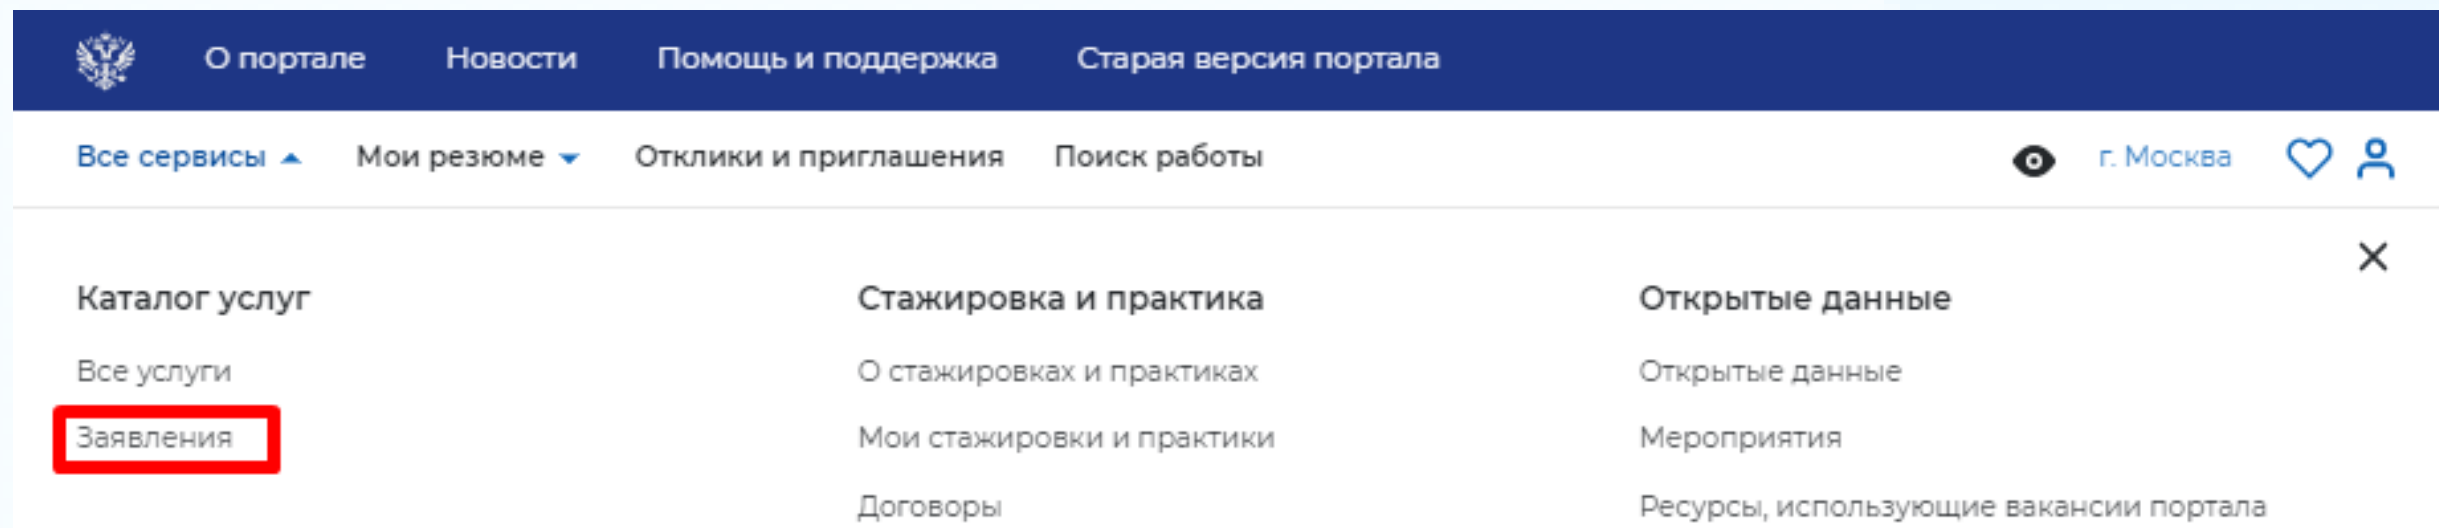 О портале Новости Помощь и поддержка Старая версия портала
Все сервисы Мои резюме Отклики и приглашения Поиск работы г. Москва
Каталог услуг Стажировка и практика Открытые данные
Все услуги О стажировках и практиках Открытые данные
Заявления Мои стажировки и практики Мероприятия
Договоры Ресурсы, использующие вакансии портала